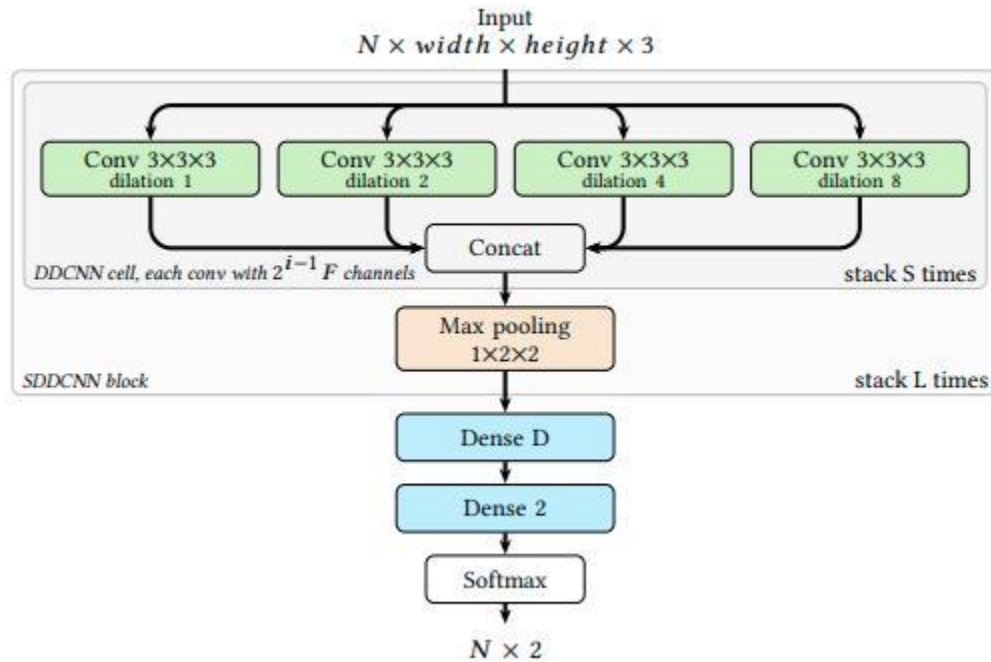 Input
N × width × height × 3
Conv 3×3×3
dilation 1
Conv 3×3×3
dilation 2
Conv 3×3×3
dilation 4
Conv 3×3×3
dilation 8
Concat
DDCNN cell, each conv with 2^{i−1} F channels
stack S times
Max pooling
1×2×2
SDDCNN block
stack L times
Dense D
Dense 2
Softmax
N × 2